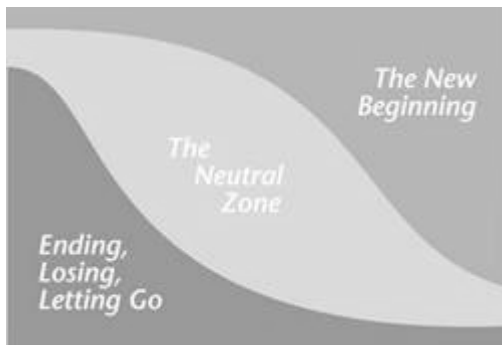 The New
Beginning
The
Neutral
Zone
Ending,
Losing,
Letting Go